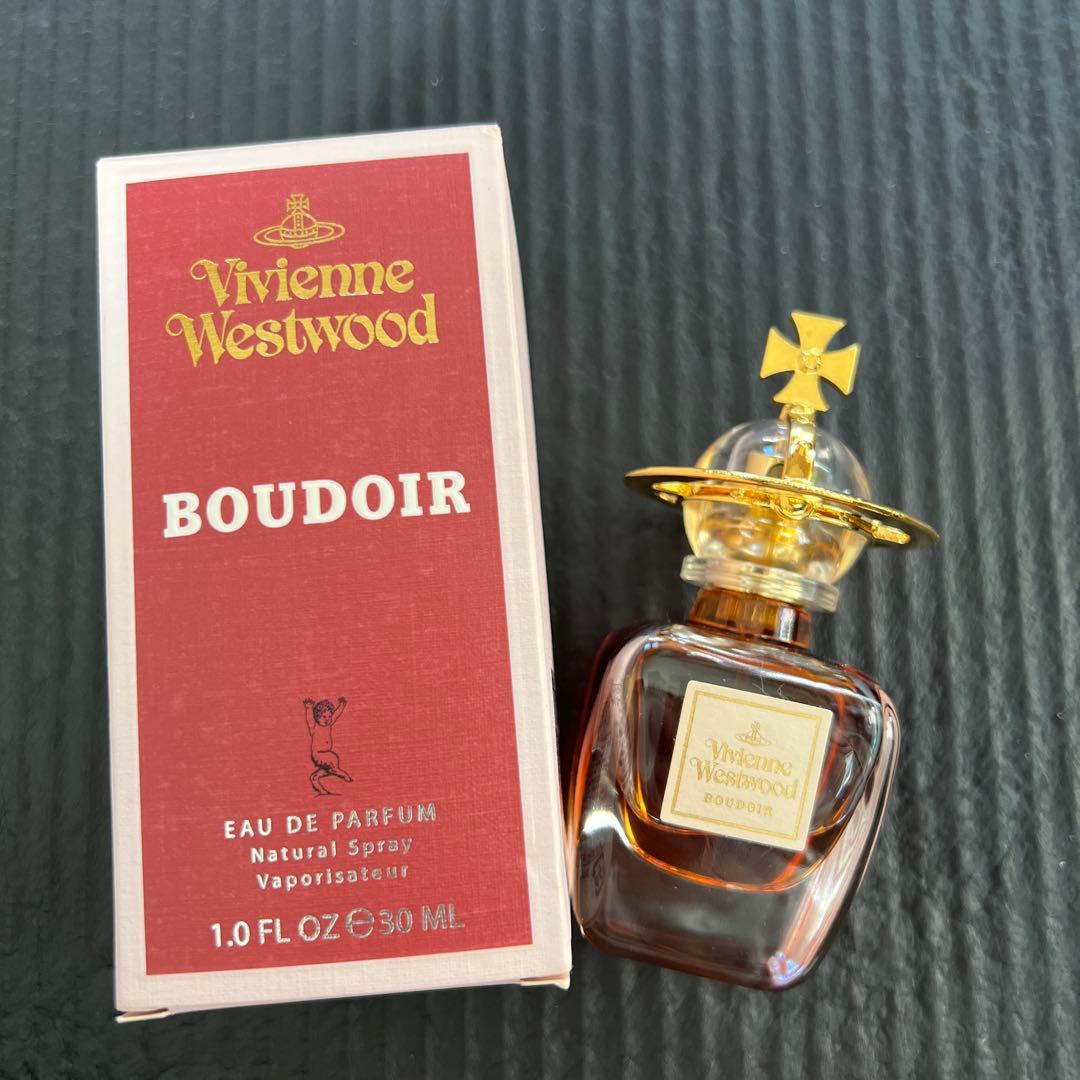 Vivienne
Westwood
BOUDOIR
EAU DE PARFUM
Natural Spray
Vaporisateur
1.0 FL OZ ℮ 30 ML
Vivienne
Westwood
BOUDOIR